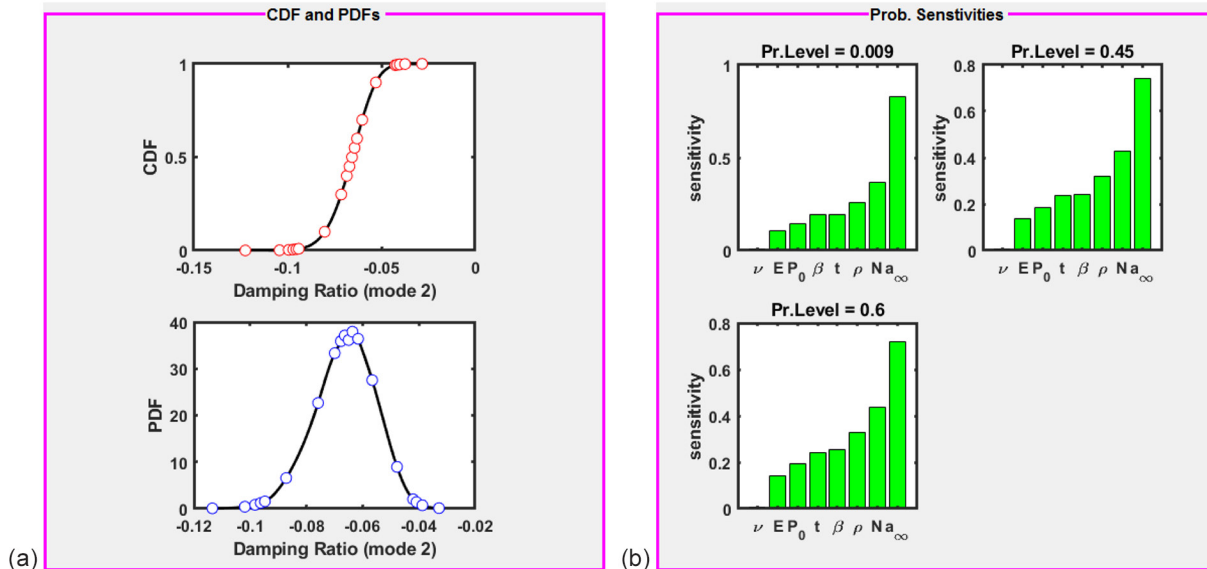 CDF and PDFs
1
0.5
0
CDF
-0.15 -0.1 -0.05 0
Damping Ratio (mode 2)
40
30
20
10
0
PDF
-0.12 -0.1 -0.08 -0.06 -0.04 -0.02
Damping Ratio (mode 2)
(a)
Prob. Senstivities
Pr.Level = 0.009
1
0.5
0
sensitivity
ν E P₀ β t ρ N a∞
Pr.Level = 0.45
0.8
0.6
0.4
0.2
0
sensitivity
ν E P₀ t β ρ N a∞
Pr.Level = 0.6
0.8
0.6
0.4
0.2
0
sensitivity
ν E P₀ t β ρ N a∞
(b)